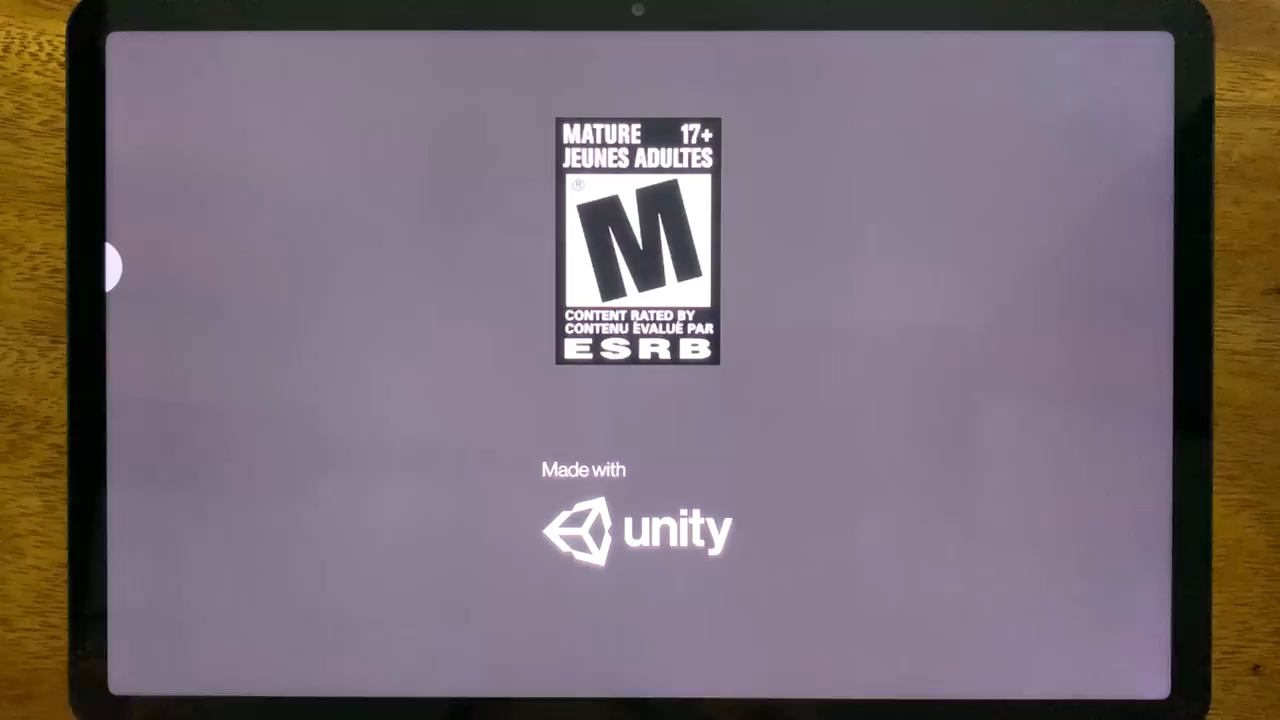 MATURE 17+
JEUNES ADULTES
®
M
CONTENT RATED BY
CONTENU ÉVALUÉ PAR
ESRB
Made with
unity